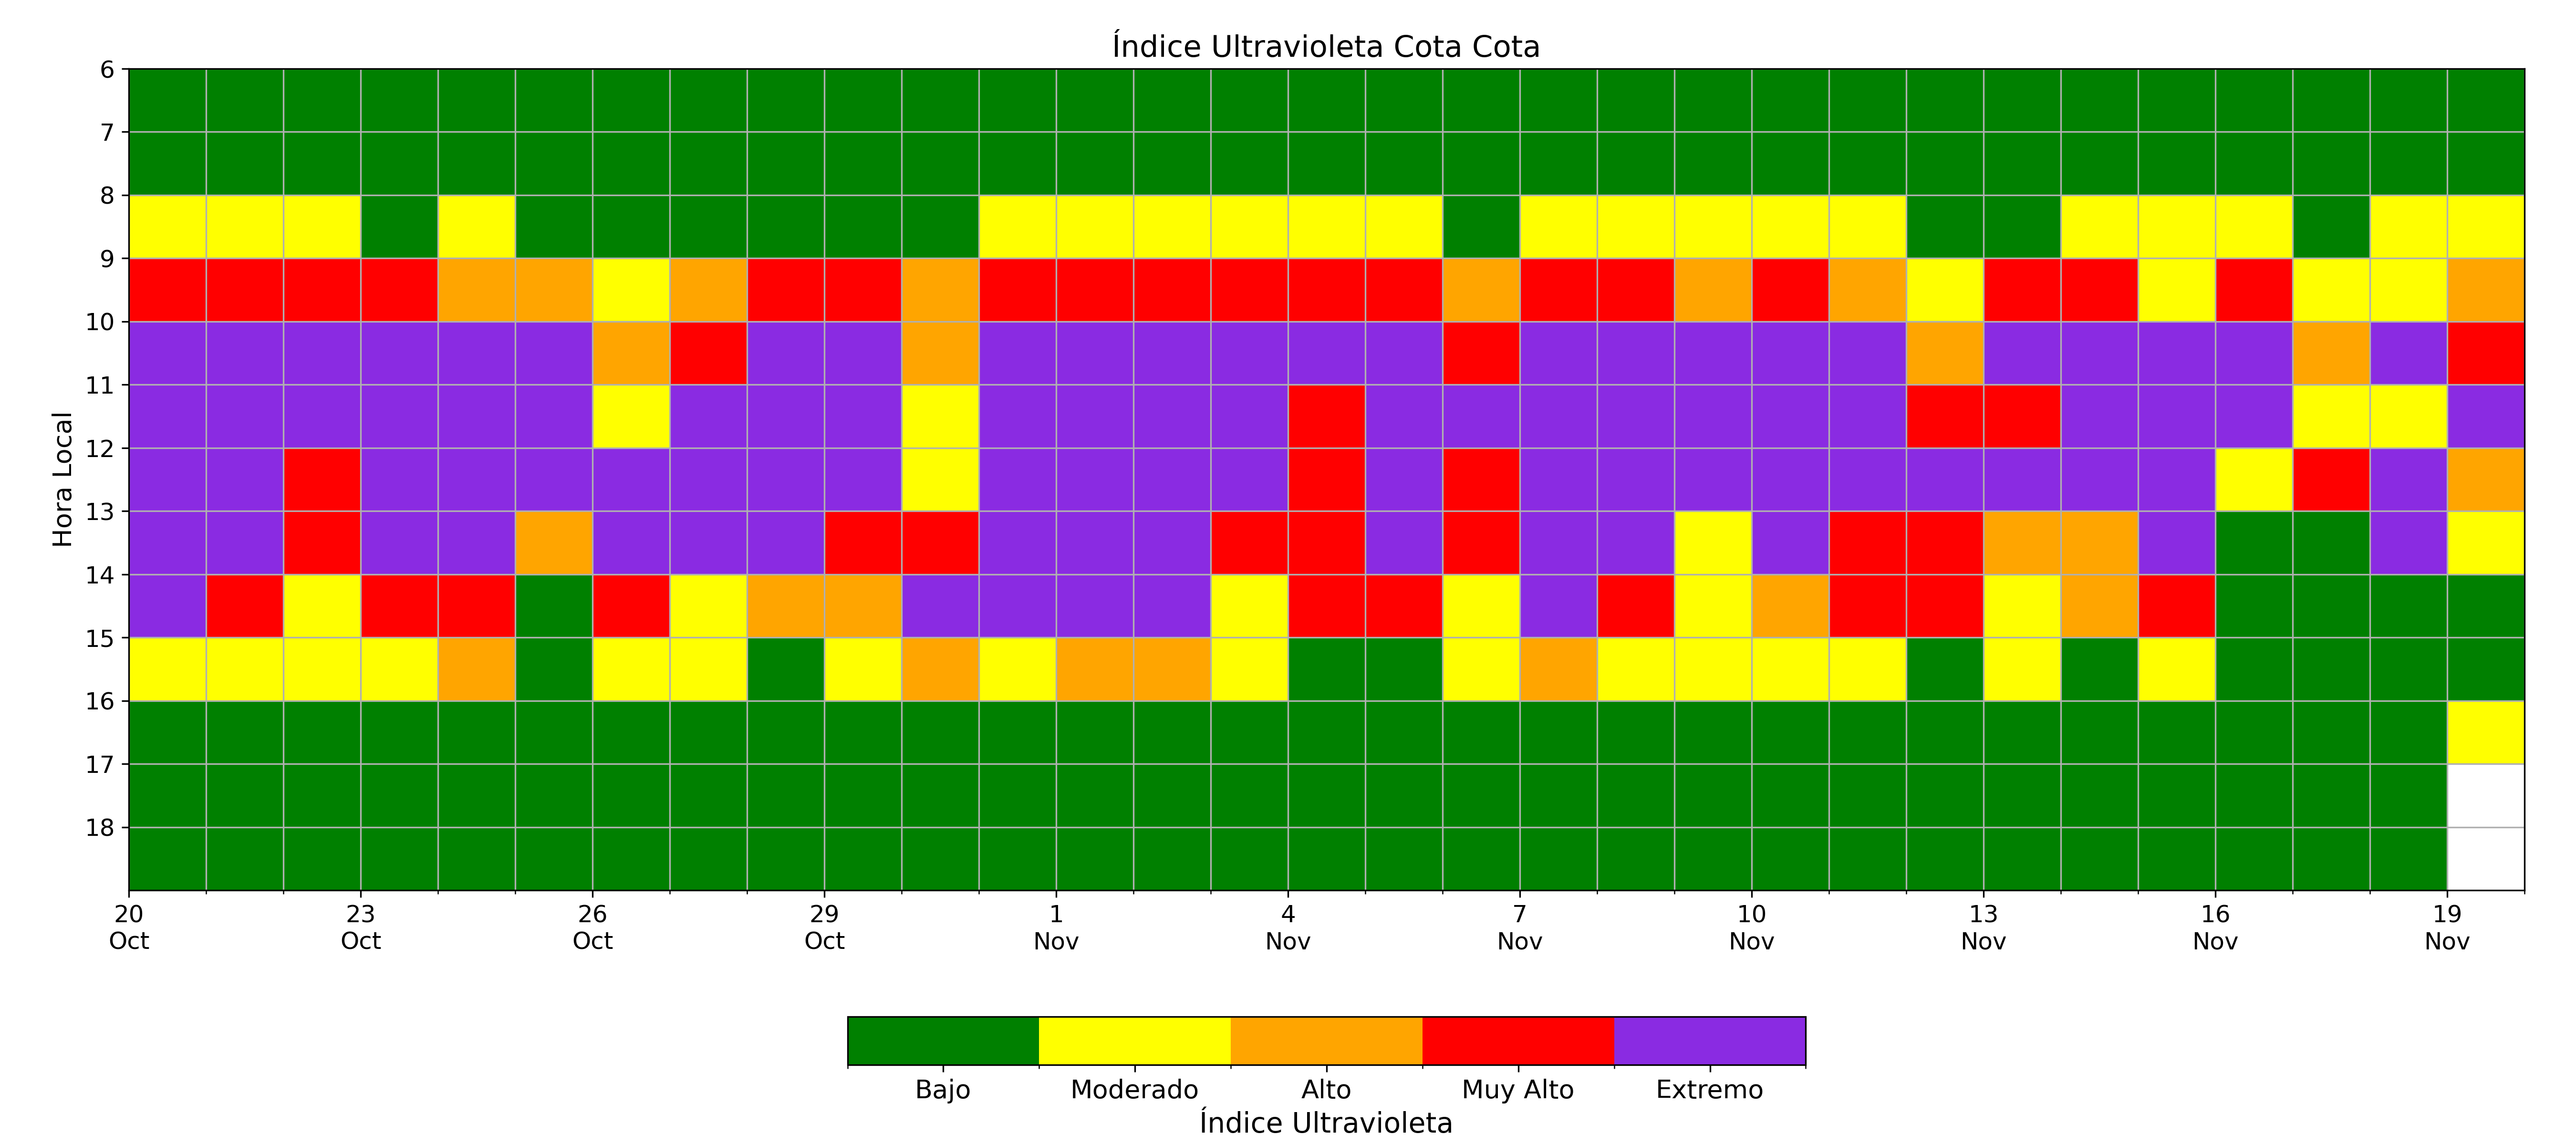 Índice Ultravioleta Cota Cota
Hora Local
6
7
8
9
10
11
12
13
14
15
16
17
18
20 23 26 29 1 4 7 10 13 16 19
Oct Oct Oct Oct Nov Nov Nov Nov Nov Nov Nov
Bajo Moderado Alto Muy Alto Extremo
Índice Ultravioleta